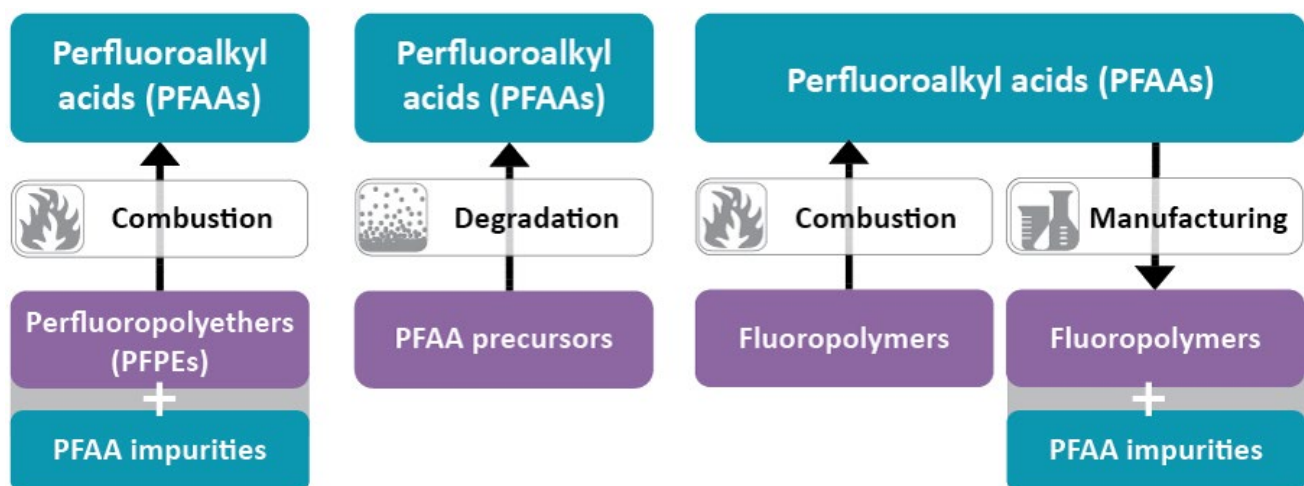 Perfluoroalkyl
acids (PFAAs)
Combustion
Perfluoropolyethers
(PFPEs)
+
PFAA impurities
Perfluoroalkyl
acids (PFAAs)
Degradation
PFAA precursors
Perfluoroalkyl acids (PFAAs)
Combustion
Fluoropolymers
Manufacturing
Fluoropolymers
+
PFAA impurities